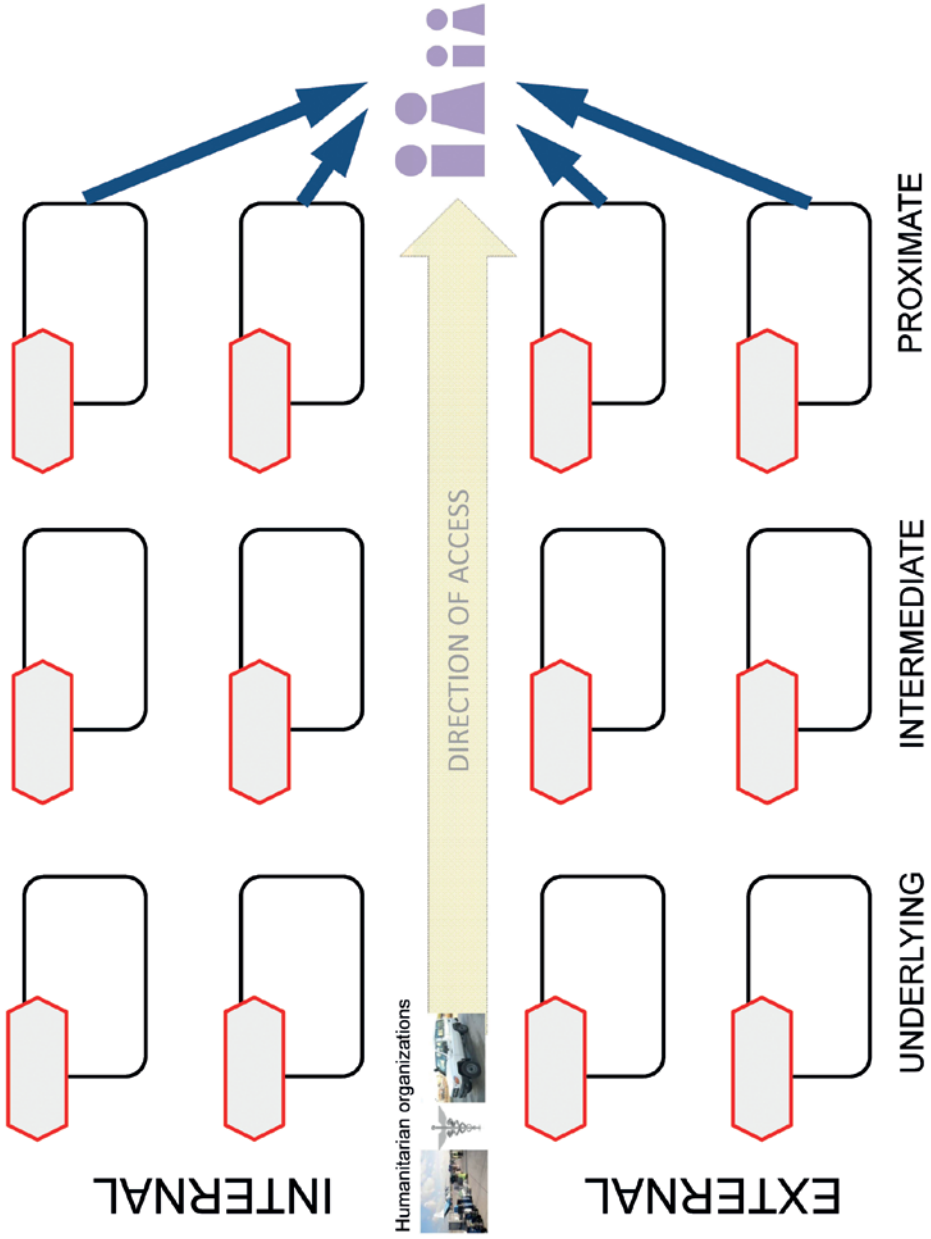 INTERNAL
Humanitarian organizations
DIRECTION OF ACCESS
EXTERNAL
UNDERLYING
INTERMEDIATE
PROXIMATE